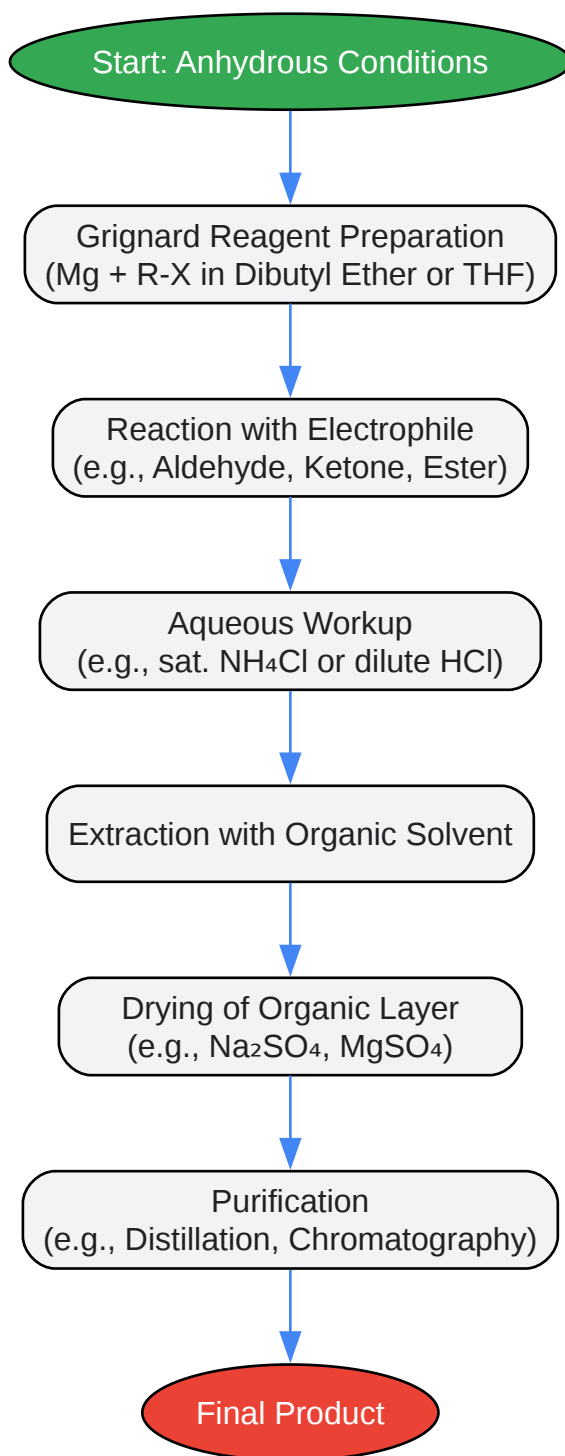 Start: Anhydrous Conditions
Grignard Reagent Preparation
(Mg + R-X in Dibutyl Ether or THF)
Reaction with Electrophile
(e.g., Aldehyde, Ketone, Ester)
Aqueous Workup
(e.g., sat. NH₄Cl or dilute HCl)
Extraction with Organic Solvent
Drying of Organic Layer
(e.g., Na₂SO₄, MgSO₄)
Purification
(e.g., Distillation, Chromatography)
Final Product